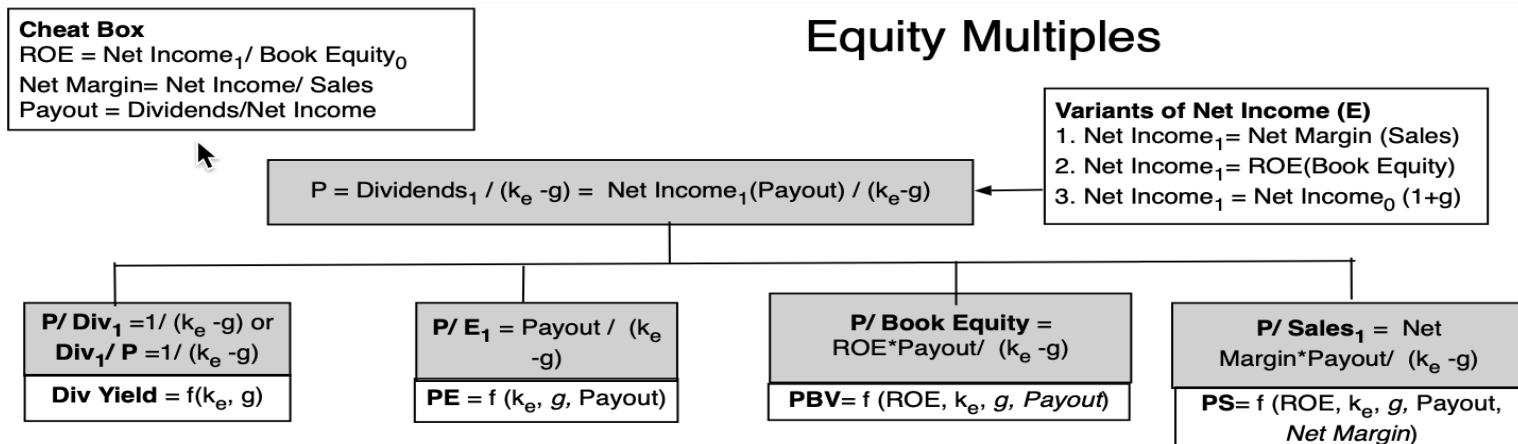 Equity Multiples
Cheat Box
ROE = Net Income₁/ Book Equity₀
Net Margin= Net Income/ Sales
Payout = Dividends/Net Income
Variants of Net Income (E)
1. Net Income₁= Net Margin (Sales)
2. Net Income₁= ROE(Book Equity)
3. Net Income₁ = Net Income₀ (1+g)
P = Dividends₁ / (kₑ -g) = Net Income₁(Payout) / (kₑ-g)
P/ Div₁ =1/ (kₑ -g) or
Div₁/ P =1/ (kₑ -g)
Div Yield = f(kₑ, g)
P/ E₁ = Payout / (kₑ
-g)
PE = f (kₑ, g, Payout)
P/ Book Equity =
ROE*Payout/ (kₑ -g)
PBV= f (ROE, kₑ, g, Payout)
P/ Sales₁ = Net
Margin*Payout/ (kₑ -g)
PS= f (ROE, kₑ, g, Payout,
Net Margin)